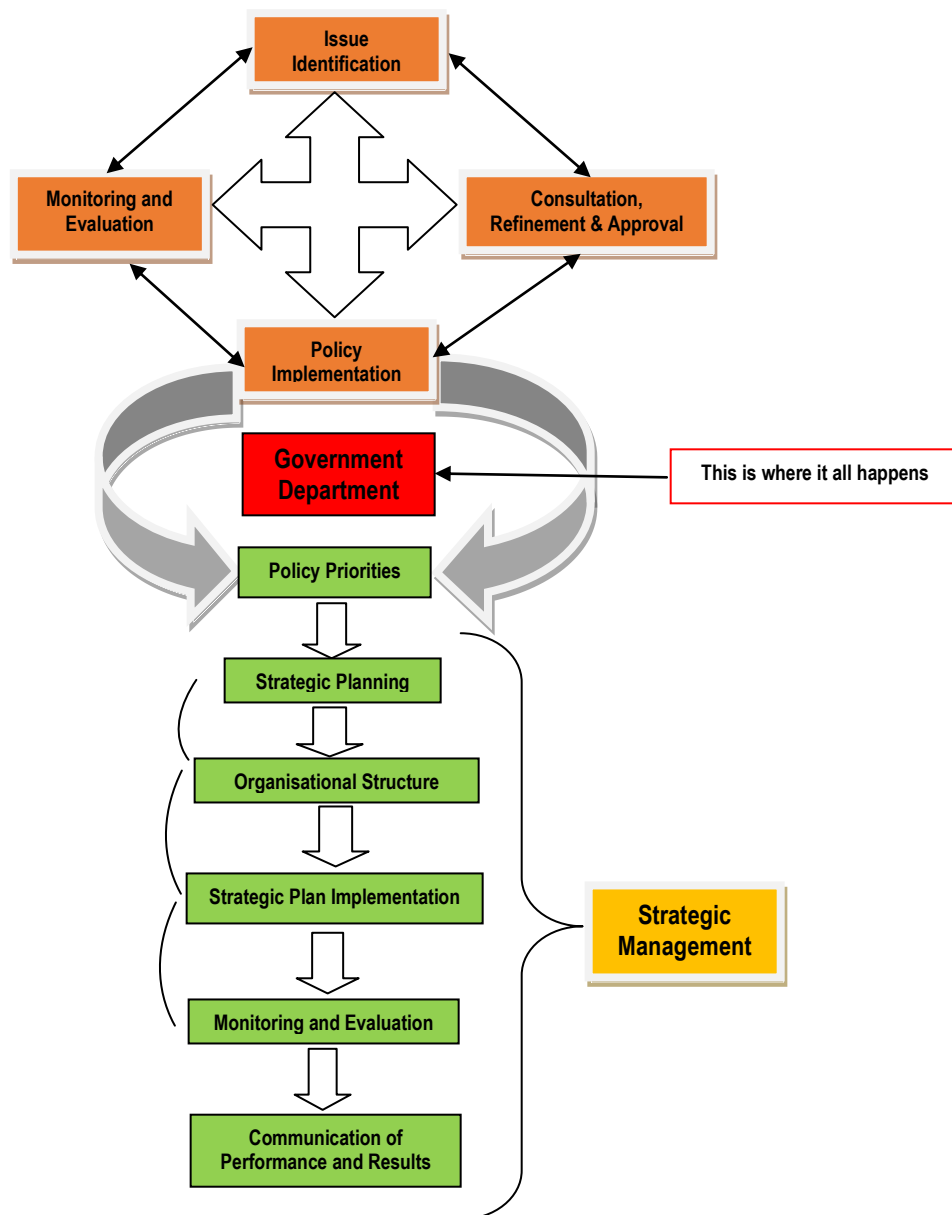 Issue
Identification
Monitoring and
Evaluation
Consultation,
Refinement & Approval
Policy
Implementation
Government
Department
This is where it all happens
Policy Priorities
Strategic Planning
Organisational Structure
Strategic Plan Implementation
Strategic
Management
Monitoring and Evaluation
Communication of
Performance and Results